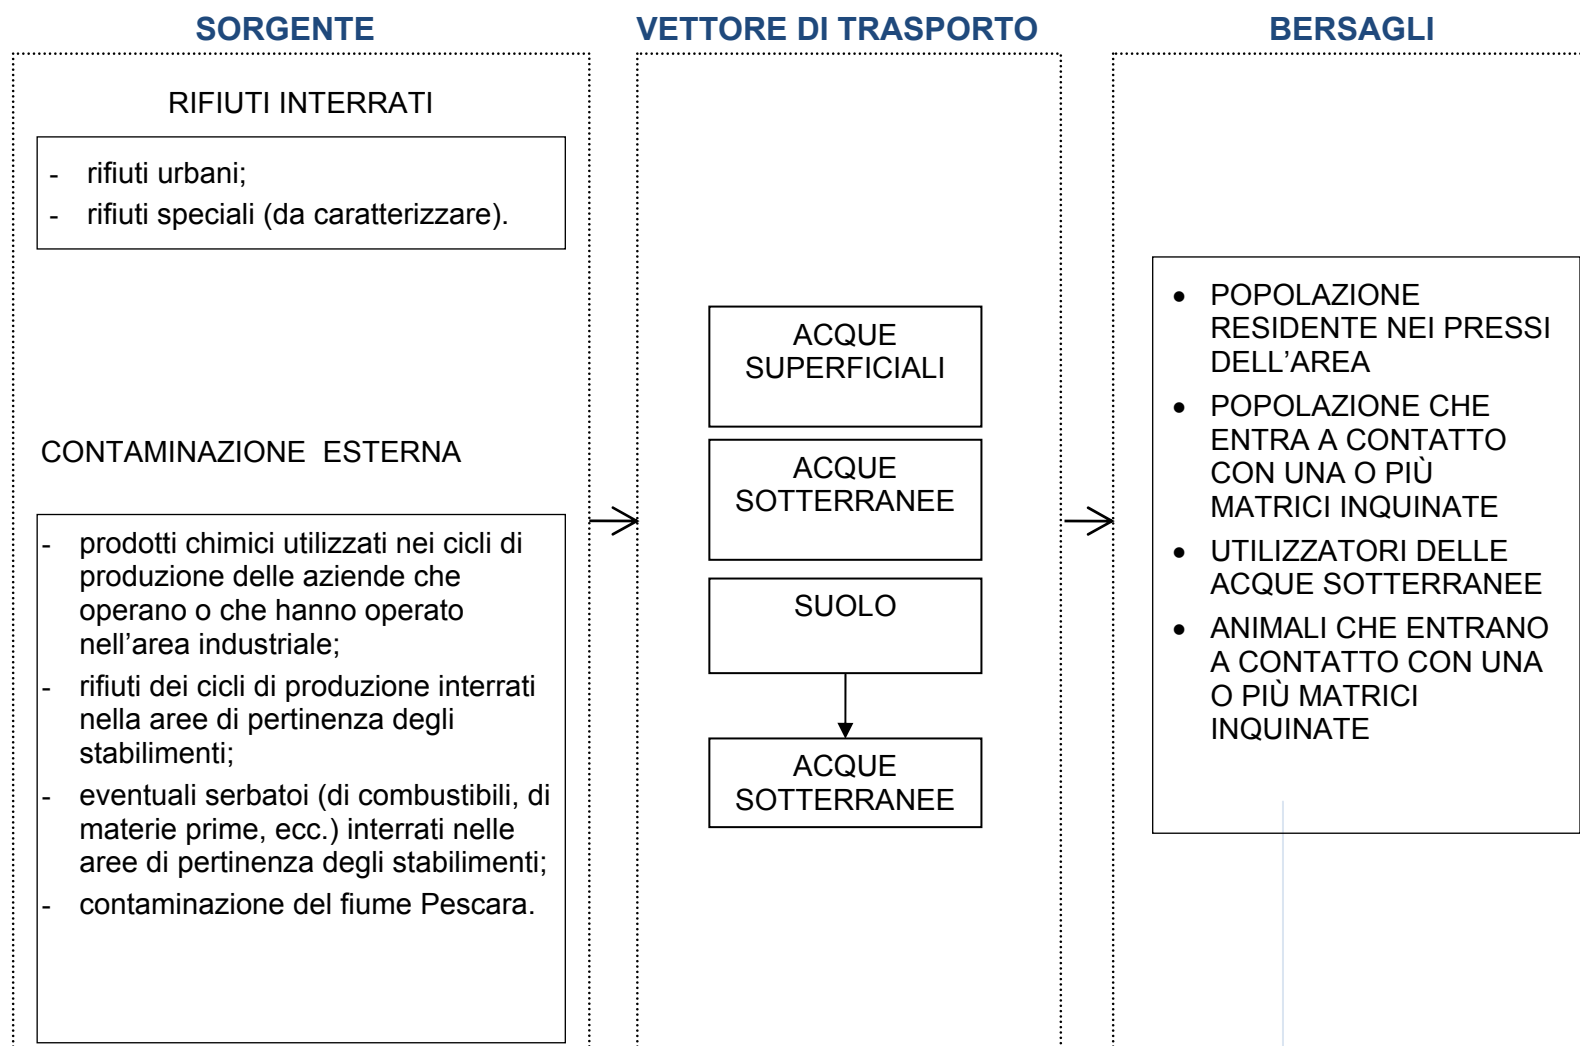 SORGENTE
RIFIUTI INTERRATI
- rifiuti urbani;
- rifiuti speciali (da caratterizzare).
CONTAMINAZIONE ESTERNA
- prodotti chimici utilizzati nei cicli di
produzione delle aziende che
operano o che hanno operato
nell'area industriale;
- rifiuti dei cicli di produzione interrati
nella aree di pertinenza degli
stabilimenti;
- eventuali serbatoi (di combustibili, di
materie prime, ecc.) interrati nelle
aree di pertinenza degli stabilimenti;
- contaminazione del fiume Pescara.
VETTORE DI TRASPORTO
ACQUE
SUPERFICIALI
ACQUE
SOTTERRANEE
SUOLO
ACQUE
SOTTERRANEE
BERSAGLI
• POPOLAZIONE
RESIDENTE NEI PRESSI
DELL'AREA
• POPOLAZIONE CHE
ENTRA A CONTATTO
CON UNA O PIÙ
MATRICI INQUINATE
• UTILIZZATORI DELLE
ACQUE SOTTERRANEE
• ANIMALI CHE ENTRANO
A CONTATTO CON UNA
O PIÙ MATRICI
INQUINATE